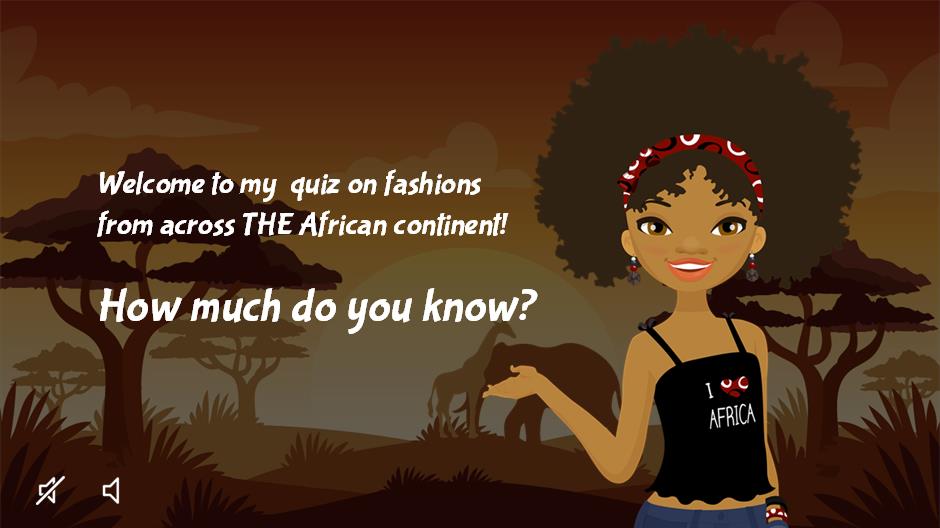 Welcome to my quiz on fashions
from across THE African continent!
How much do you know?
I
AFRICA